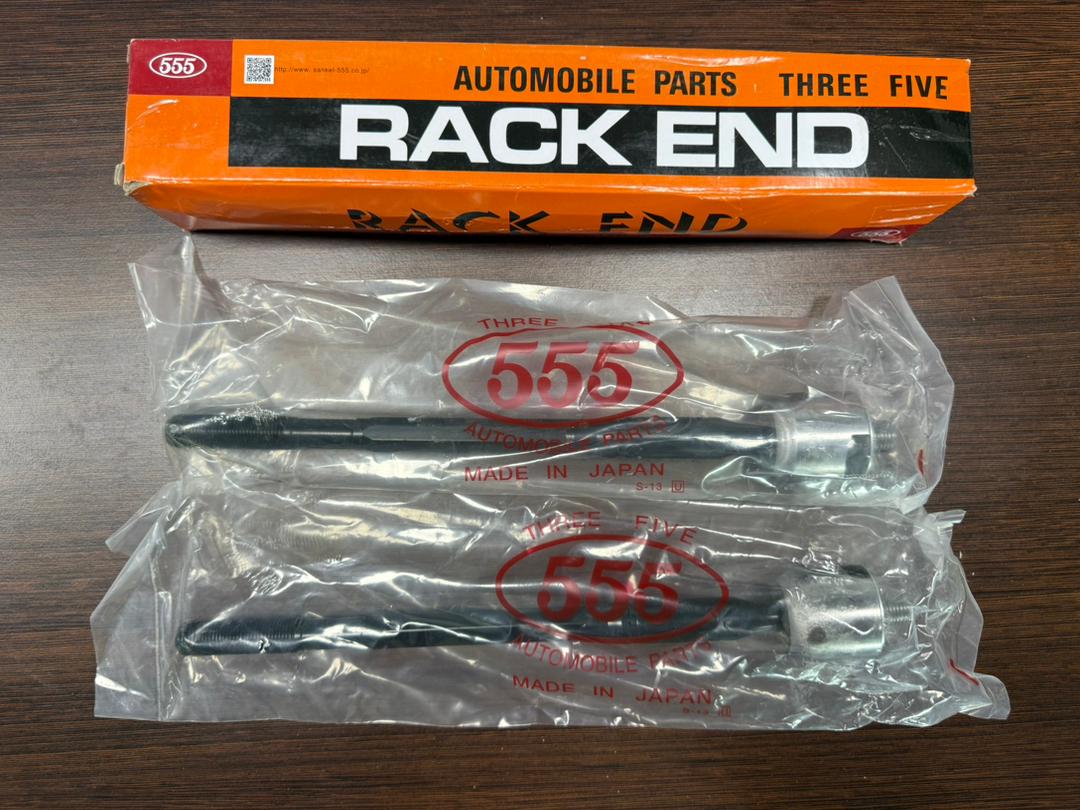 555
http://www.sankei-555.co.jp/
AUTOMOBILE PARTS THREE FIVE
RACK END
RACK END
555
THREE
555
AUTOMOBILE PARTS
MADE IN JAPAN
S-13 U
THREE FIVE
555
AUTOMOBILE PARTS
MADE IN JAPAN